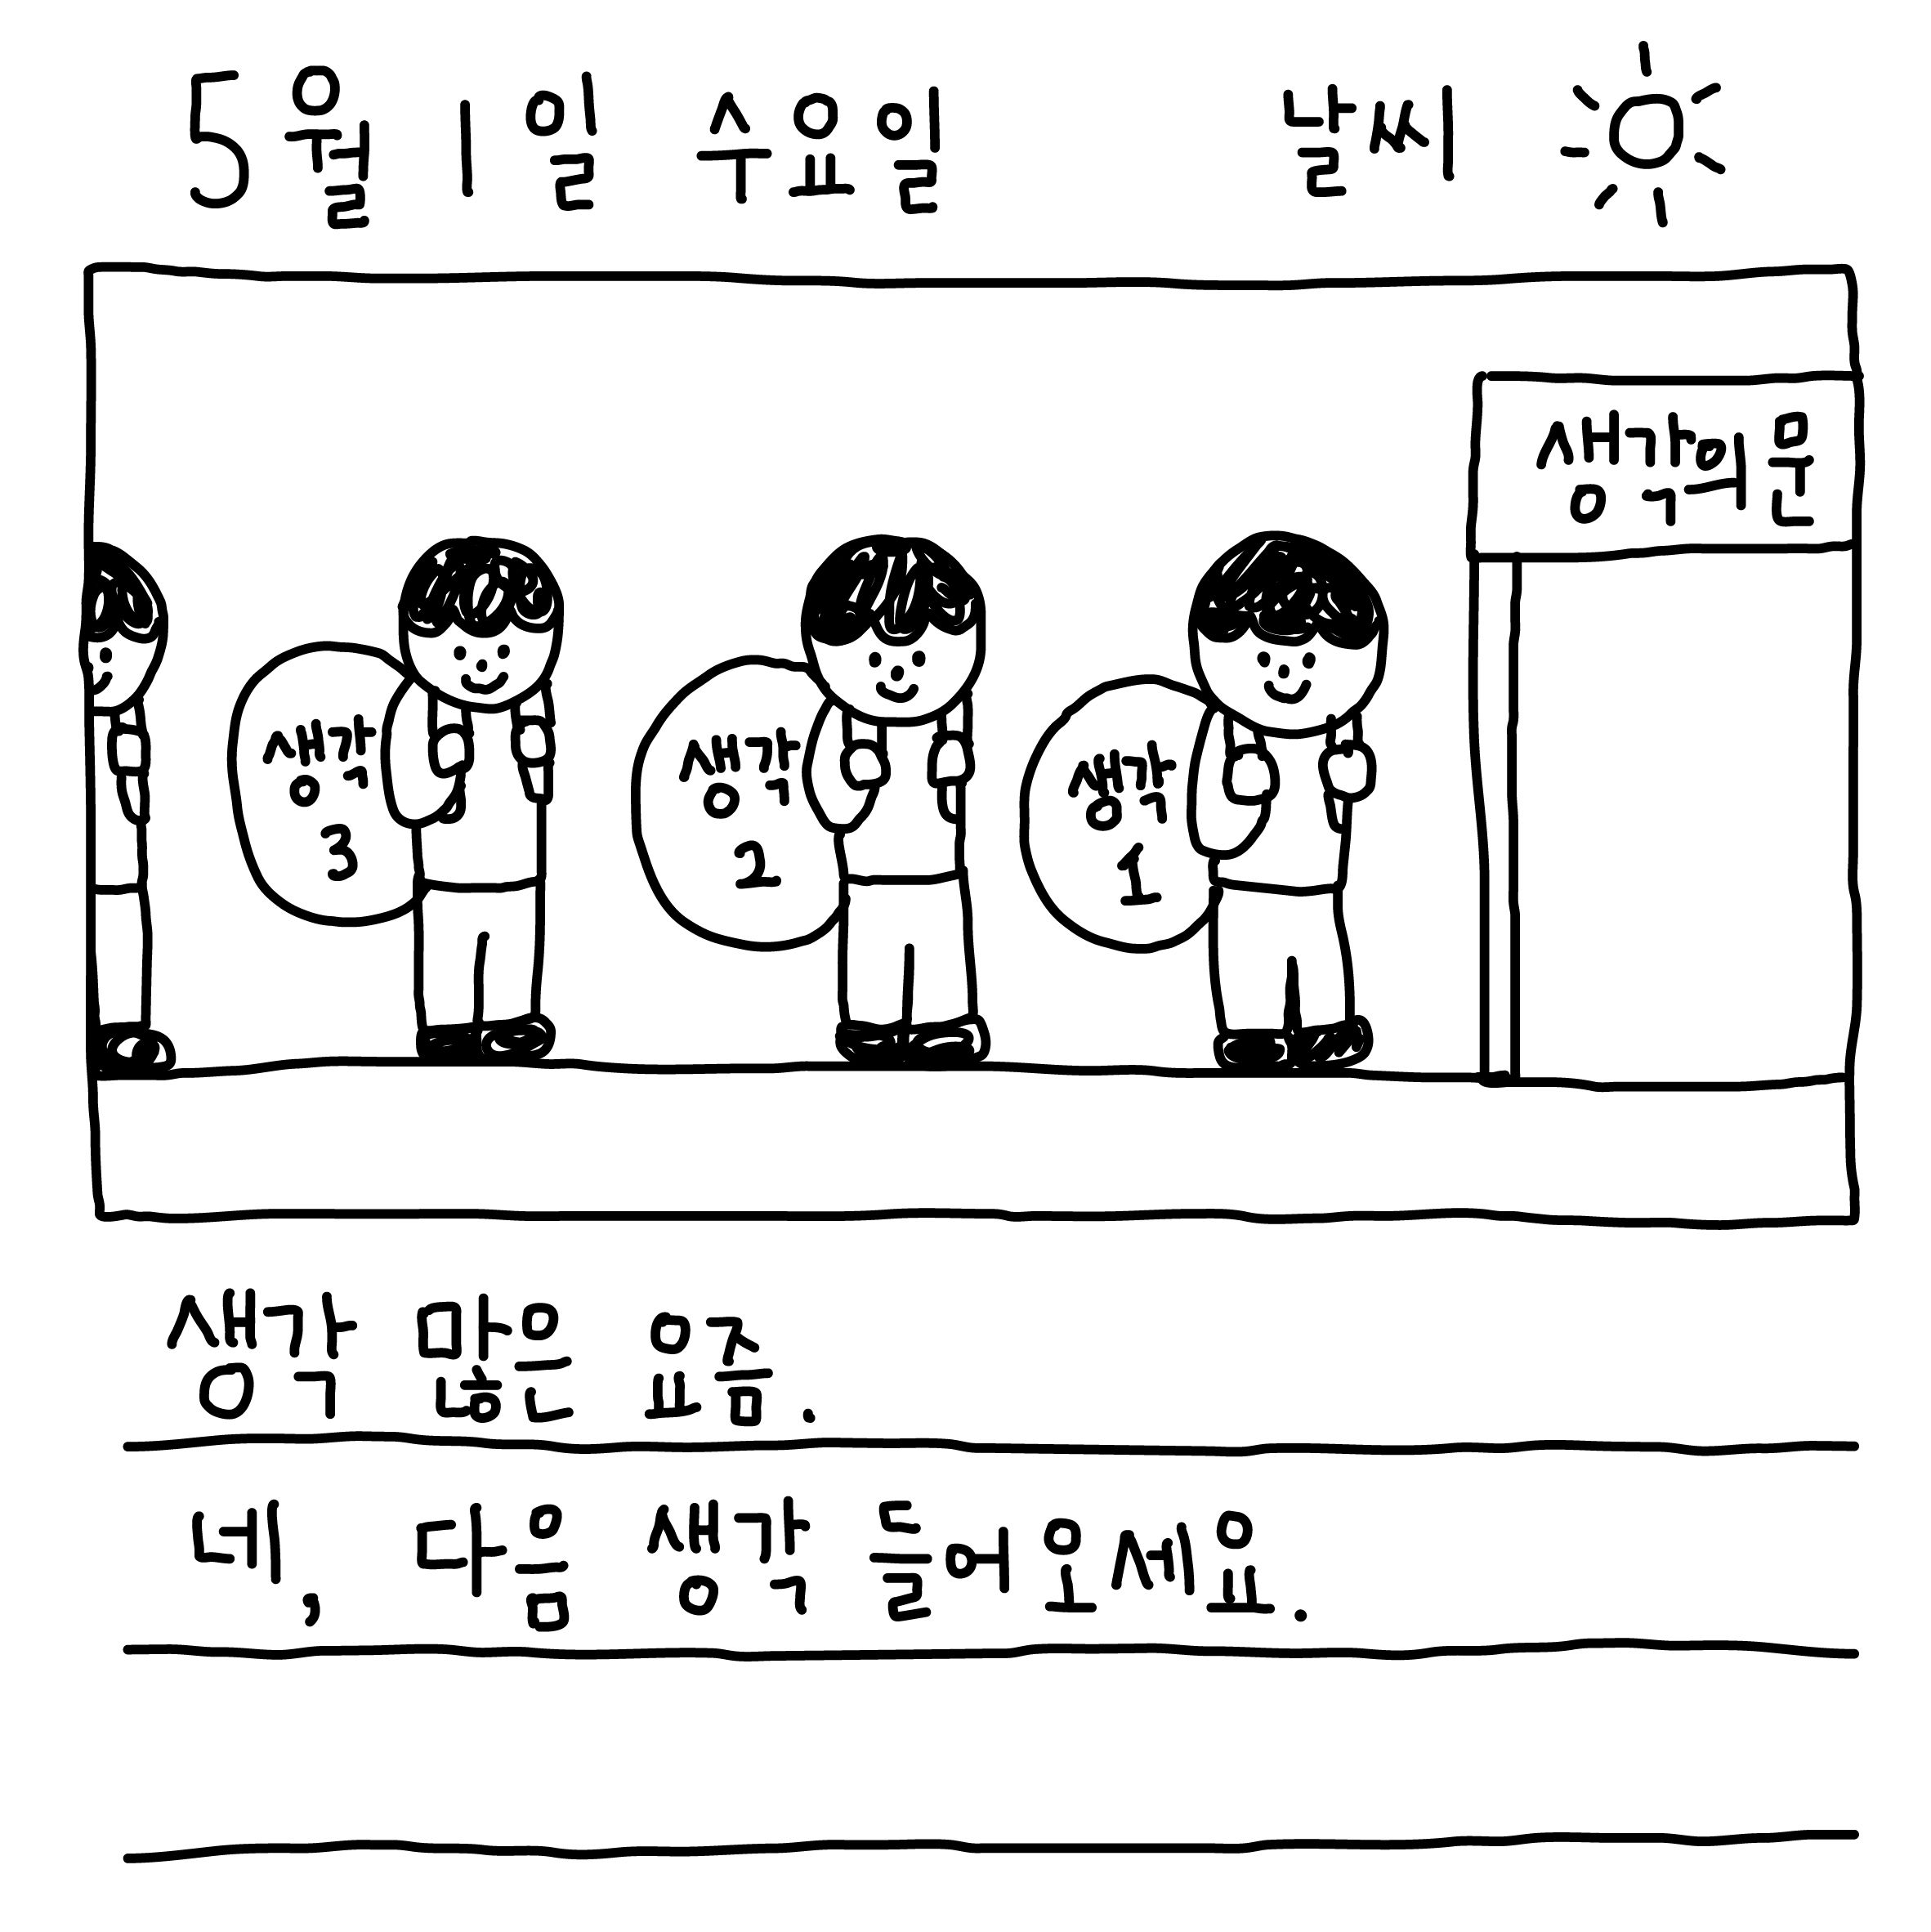 5월 1일 수요일 날씨
생각의 문
생각 3
생각 2
생각 1
생각 많은 요즘.
네, 다음 생각 들어오세요.